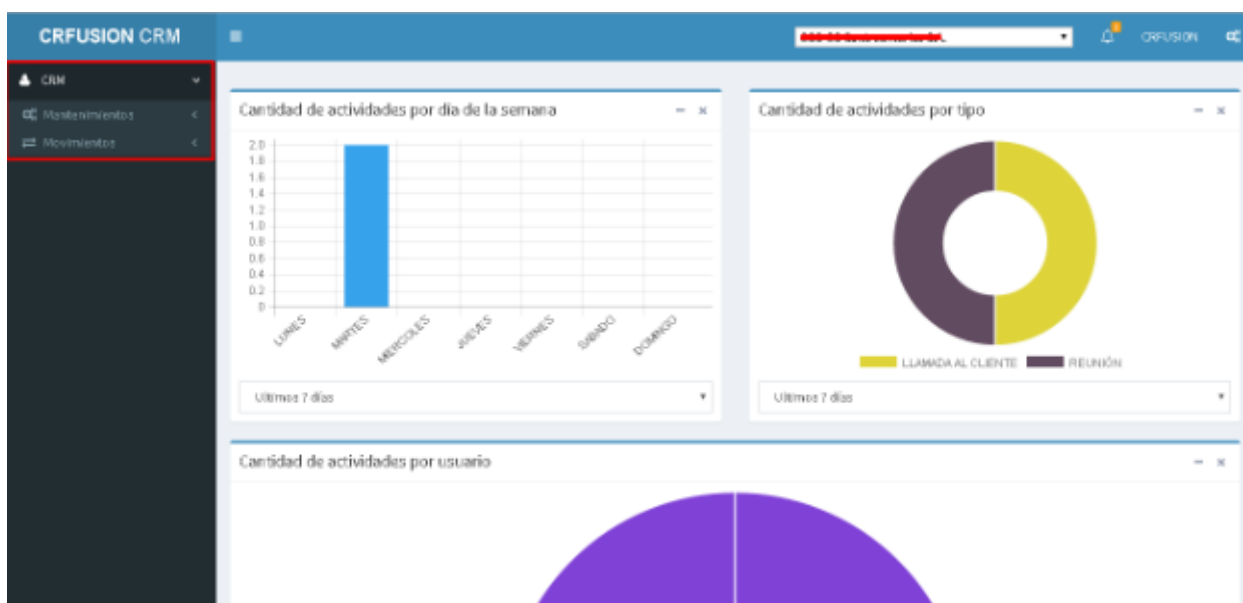 CRFUSION CRM
CRFUSION
CRM
Mantenimientos
Movimientos
Cantidad de actividades por día de la semana
2.0
1.8
1.6
1.4
1.2
1.0
0.8
0.6
0.4
0.2
0
LUNES
MARTES
MIERCOLES
JUEVES
VIERNES
SABADO
DOMINGO
Ultimos 7 días
Cantidad de actividades por tipo
LLAMADA AL CLIENTE
REUNIÓN
Ultimos 7 días
Cantidad de actividades por usuario